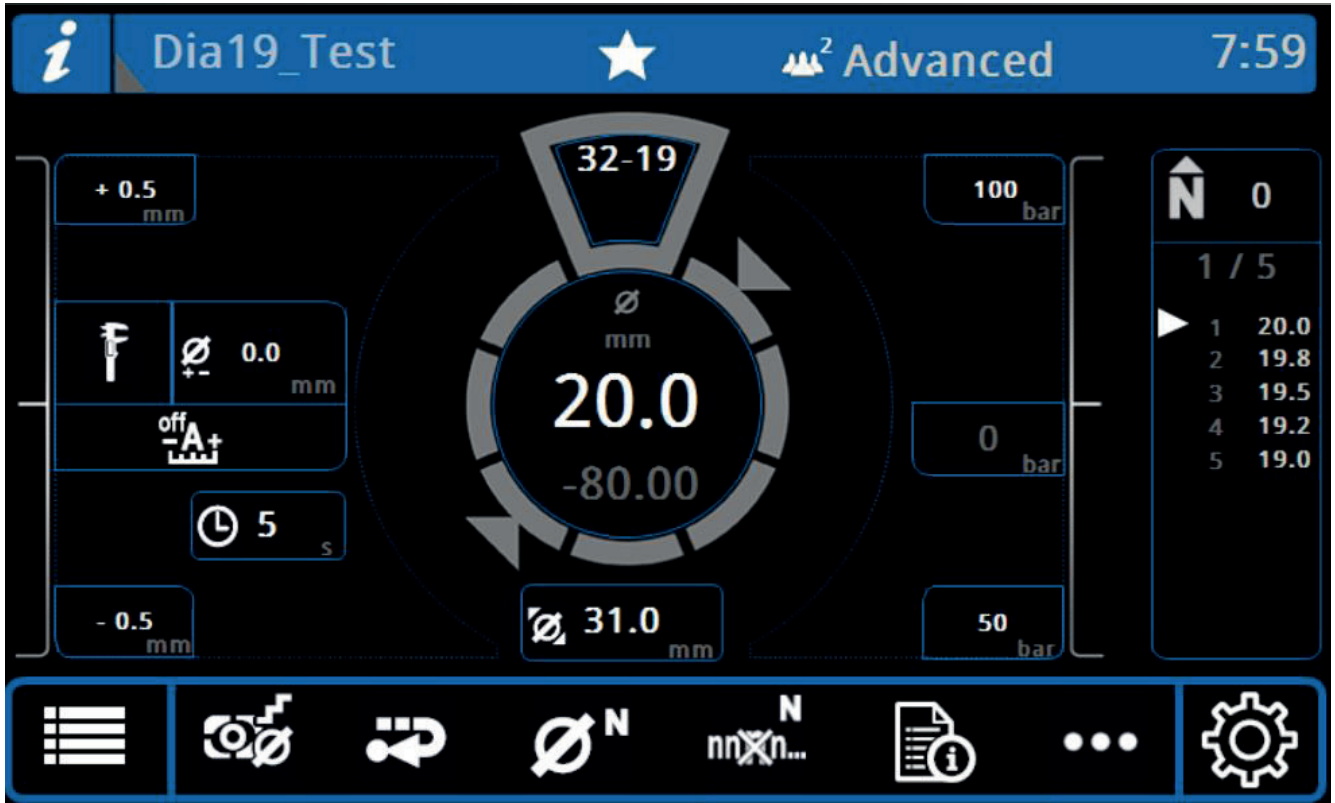 i Dia19_Test 2 Advanced 7:59
+ 0.5 mm
32-19
100 bar
N 0
1 / 5
1 20.0
2 19.8
3 19.5
4 19.2
5 19.0
Ø mm
20.0
-80.00
Ø +- 0.0 mm
off -A+
0 bar
5 s
- 0.5 mm
Ø 31.0 mm
50 bar
Ø Ø N nnXn... N i